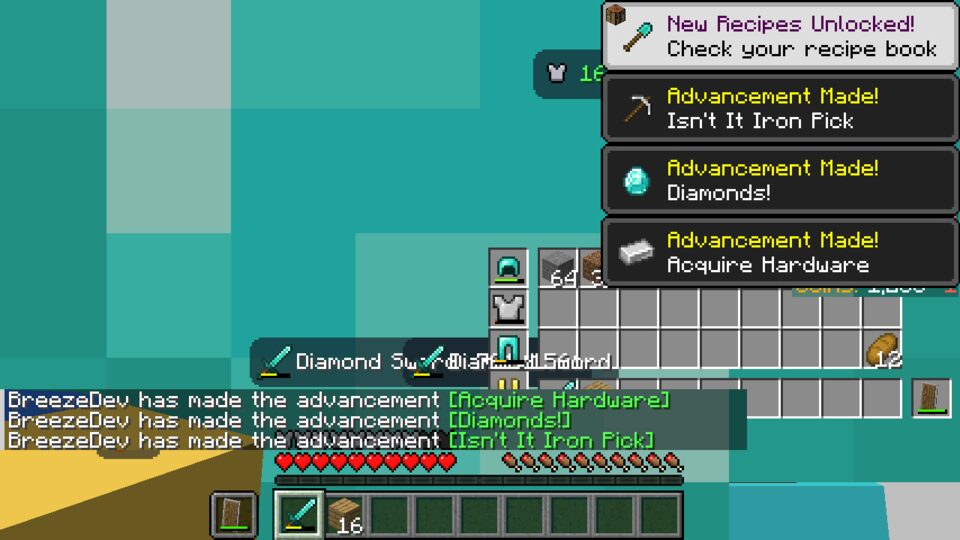 New Recipes Unlocked!
Check your recipe book
16
Advancement Made!
Isn't It Iron Pick
Advancement Made!
Diamonds!
Advancement Made!
Acquire Hardware
64
12
Diamond
BreezeDev has made the advancement [Acquire Hardware]
BreezeDev has made the advancement [Diamonds!]
BreezeDev has made the advancement [Isn't It Iron Pick]
16